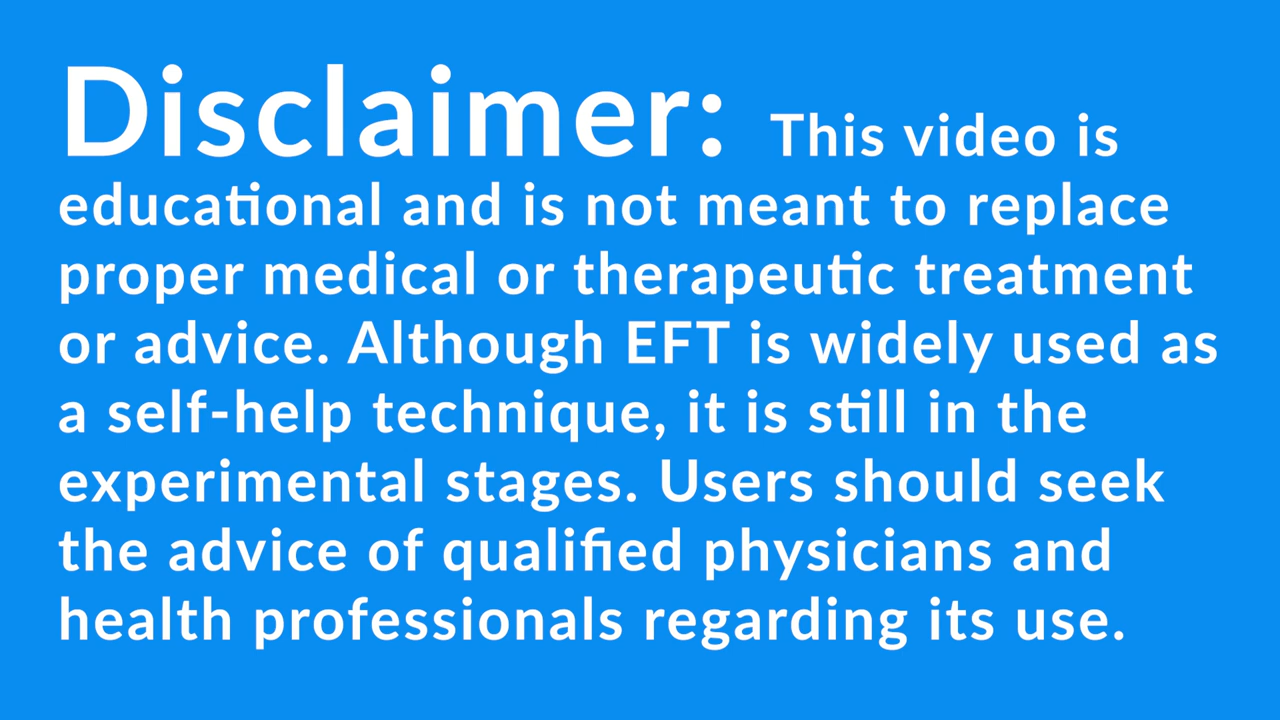 Disclaimer: This video is
educational and is not meant to replace
proper medical or therapeutic treatment
or advice. Although EFT is widely used as
a self-help technique, it is still in the
experimental stages. Users should seek
the advice of qualified physicians and
health professionals regarding its use.